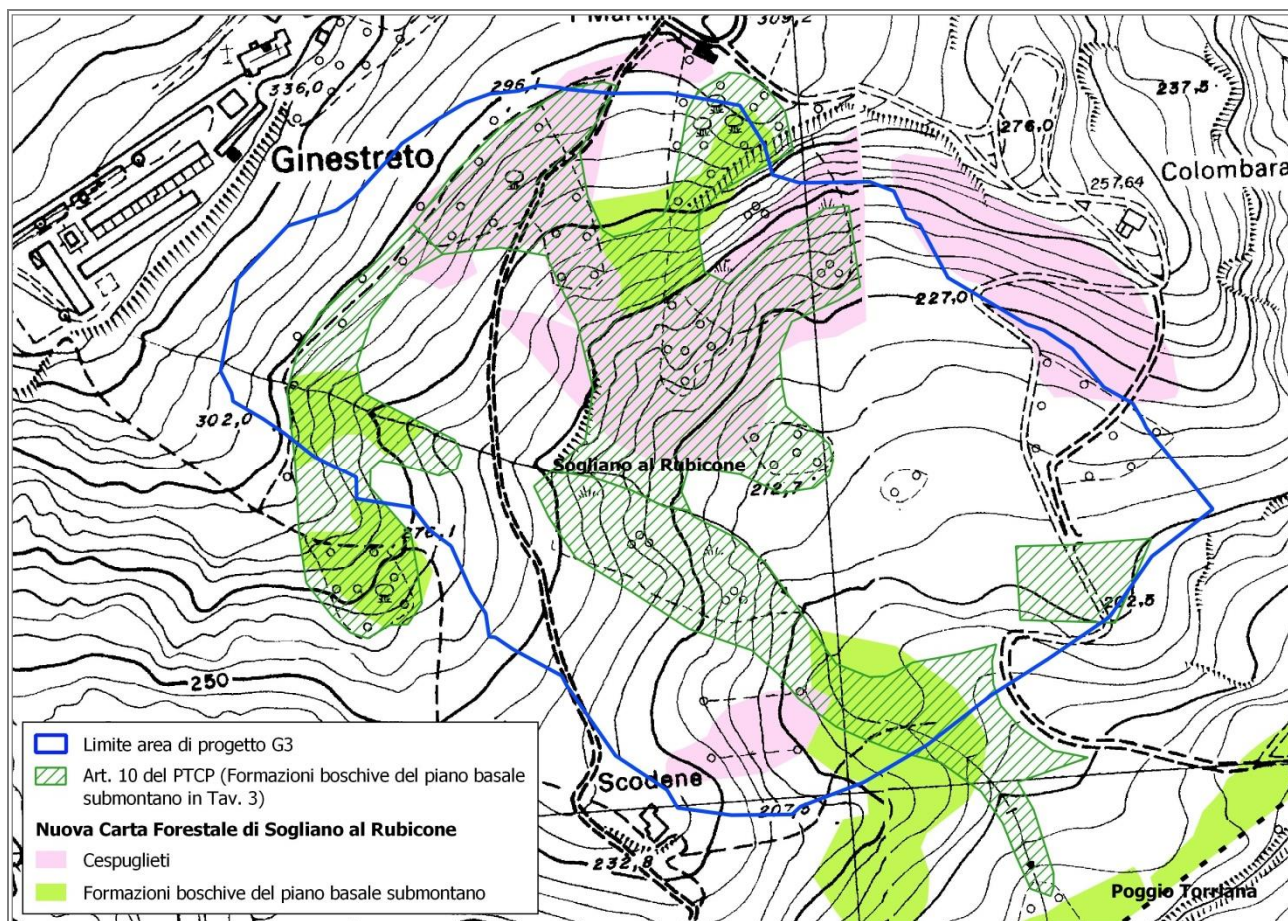 309,2
336,0
296,1
237,5
Ginestreto
276,0
257,64
Colombara
227,0
302,0
Sogliano al Rubicone
212,7
276,1
202,5
250
Scodene
207,5
232,8
Poggio Torriana
Limite area di progetto G3
Art. 10 del PTCP (Formazioni boschive del piano basale
submontano in Tav. 3)
Nuova Carta Forestale di Sogliano al Rubicone
Cespuglieti
Formazioni boschive del piano basale submontano